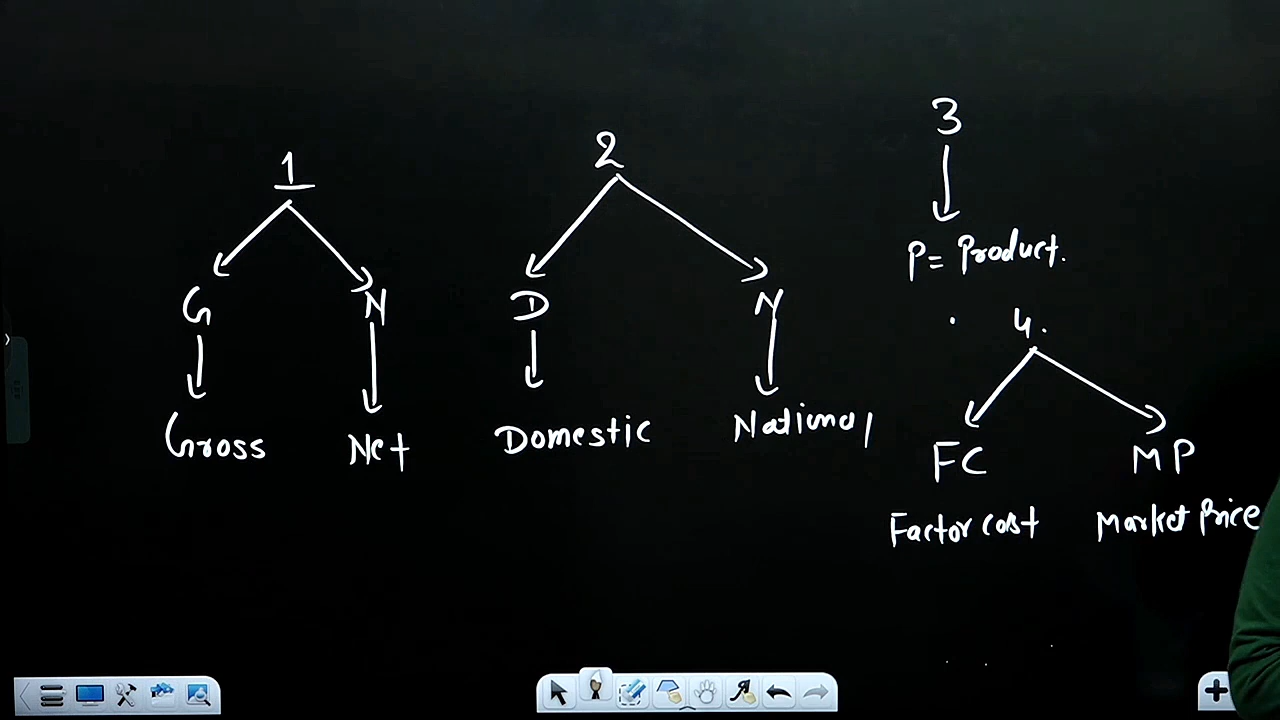 1
G N
Gross Net
2
D N
Domestic National
3
P = Product.
4.
FC MP
Factor cost Market Price